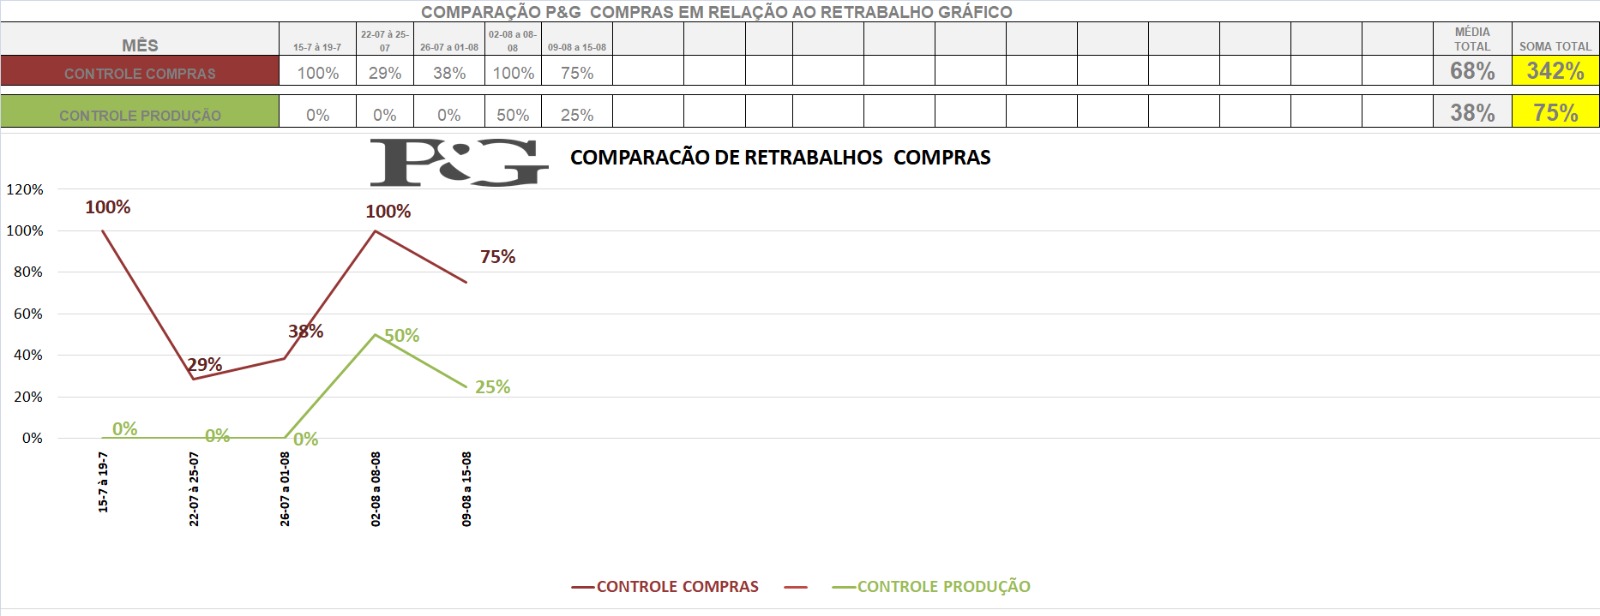 COMPARAÇÃO P&G COMPRAS EM RELAÇÃO AO RETRABALHO GRÁFICO
MÊS 15-7 à 19-7 22-07 à 25-07 26-07 a 01-08 02-08 a 08-08 09-08 a 15-08 MÉDIA TOTAL SOMA TOTAL
CONTROLE COMPRAS 100% 29% 38% 100% 75% 68% 342%
CONTROLE PRODUÇÃO 0% 0% 0% 50% 25% 38% 75%
P&G COMPARACÃO DE RETRABALHOS COMPRAS
120%
100%
80%
60%
40%
20%
0%
100%
29%
38%
100%
75%
0%
0%
0%
50%
25%
15-7 à 19-7
22-07 à 25-07
26-07 a 01-08
02-08 a 08-08
09-08 a 15-08
CONTROLE COMPRAS CONTROLE PRODUÇÃO